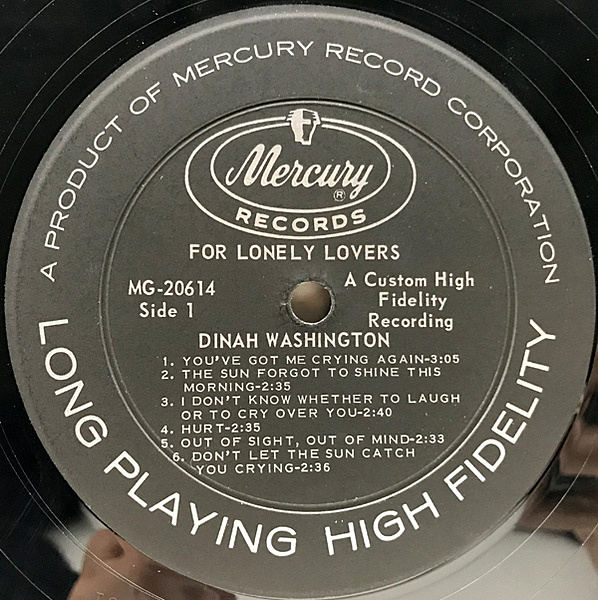 A PRODUCT OF MERCURY RECORD CORPORATION
Mercury ®
RECORDS
FOR LONELY LOVERS
MG-20614
Side 1
A Custom High
Fidelity
Recording
DINAH WASHINGTON
1. YOU'VE GOT ME CRYING AGAIN-3:05
2. THE SUN FORGOT TO SHINE THIS
MORNING-2:35
3. I DON'T KNOW WHETHER TO LAUGH
OR TO CRY OVER YOU-2:40
4. HURT-2:35
5. OUT OF SIGHT, OUT OF MIND-2:33
6. DON'T LET THE SUN CATCH
YOU CRYING-2:36
LONG PLAYING HIGH FIDELITY